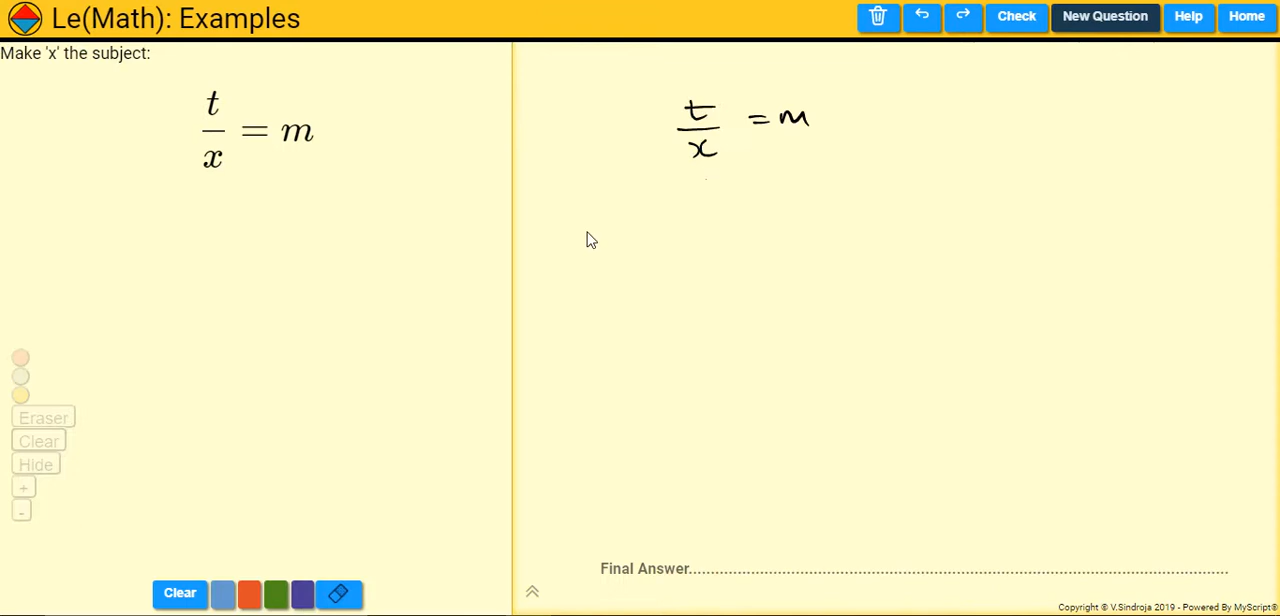 Le(Math): Examples
Check
New Question
Help
Home
Make 'x' the subject:
t
x
= m
t
x
= m
Eraser
Clear
Hide
+
-
Clear
Final Answer............................................................................................................................
Copyright © V.Sindroja 2019 - Powered By MyScript®